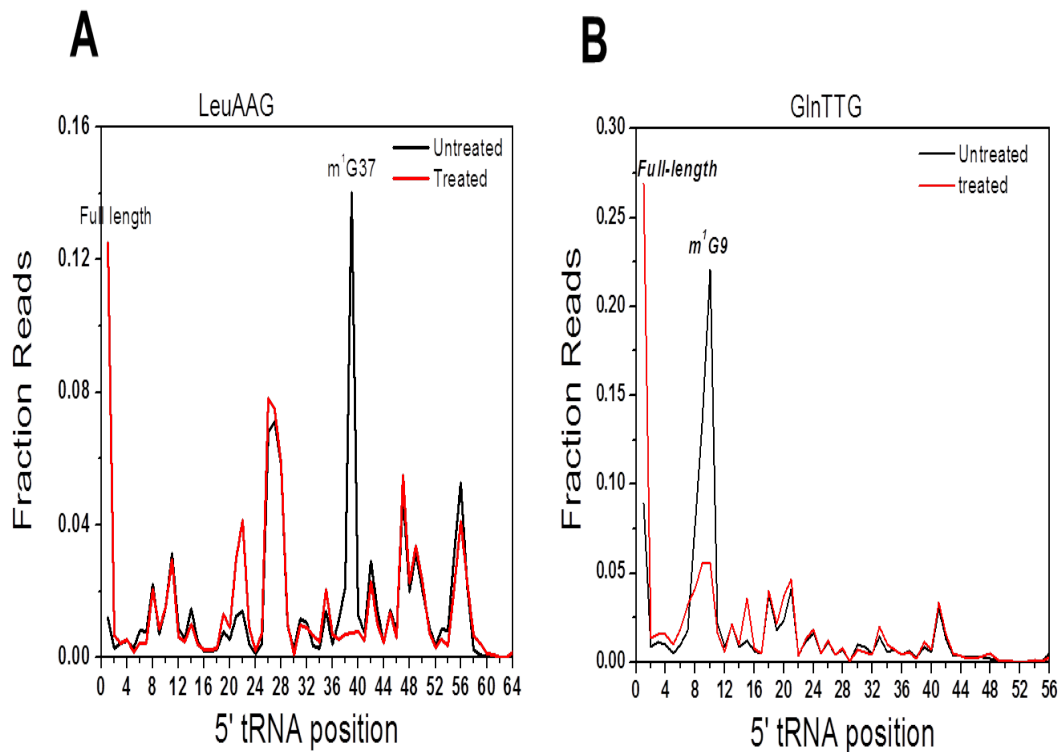 A
LeuAAG
0.16
0.12
0.08
0.04
0.00
Fraction Reads
Full length
m¹G37
Untreated
Treated
0 4 8 12 16 20 24 28 32 36 40 44 48 52 56 60 64
5' tRNA position
B
GlnTTG
0.30
0.25
0.20
0.15
0.10
0.05
0.00
Fraction Reads
Full-length
m¹G9
Untreated
treated
0 4 8 12 16 20 24 28 32 36 40 44 48 52 56
5' tRNA position